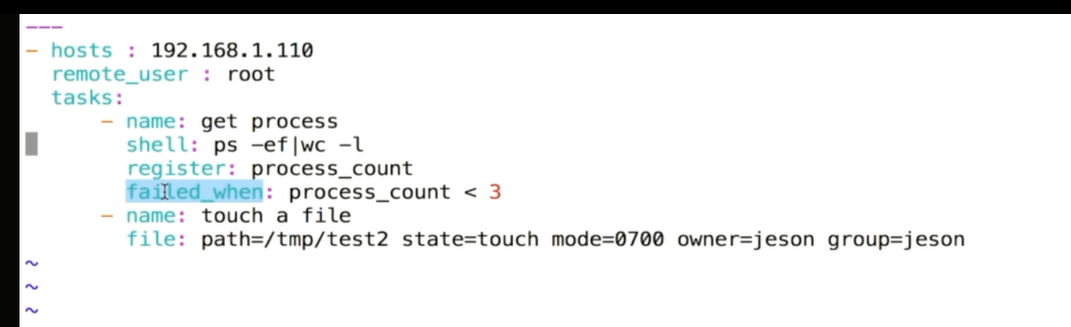 ---
- hosts : 192.168.1.110
  remote_user : root
  tasks:
      - name: get process
        shell: ps -ef|wc -l
        register: process_count
        failed_when: process_count < 3
      - name: touch a file
        file: path=/tmp/test2 state=touch mode=0700 owner=jeson group=jeson
~
~
~